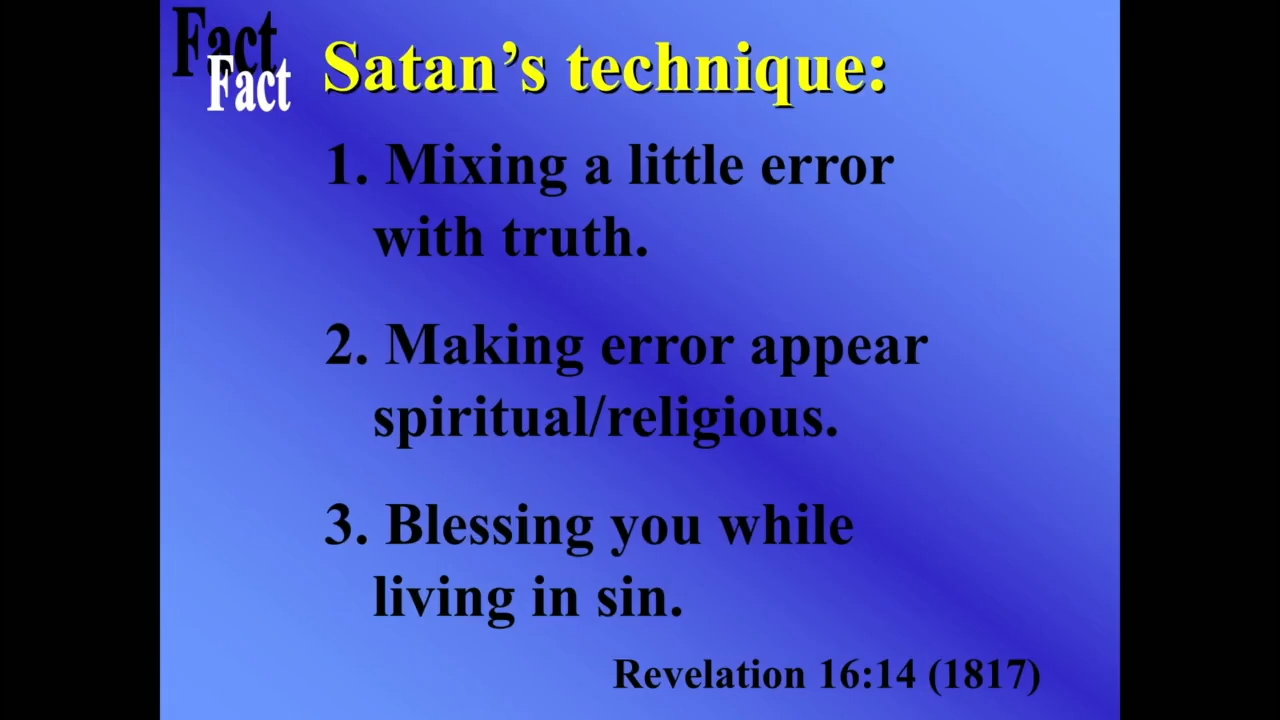 Fact
Fact
Satan's technique:
1. Mixing a little error
with truth.
2. Making error appear
spiritual/religious.
3. Blessing you while
living in sin.
Revelation 16:14 (1817)